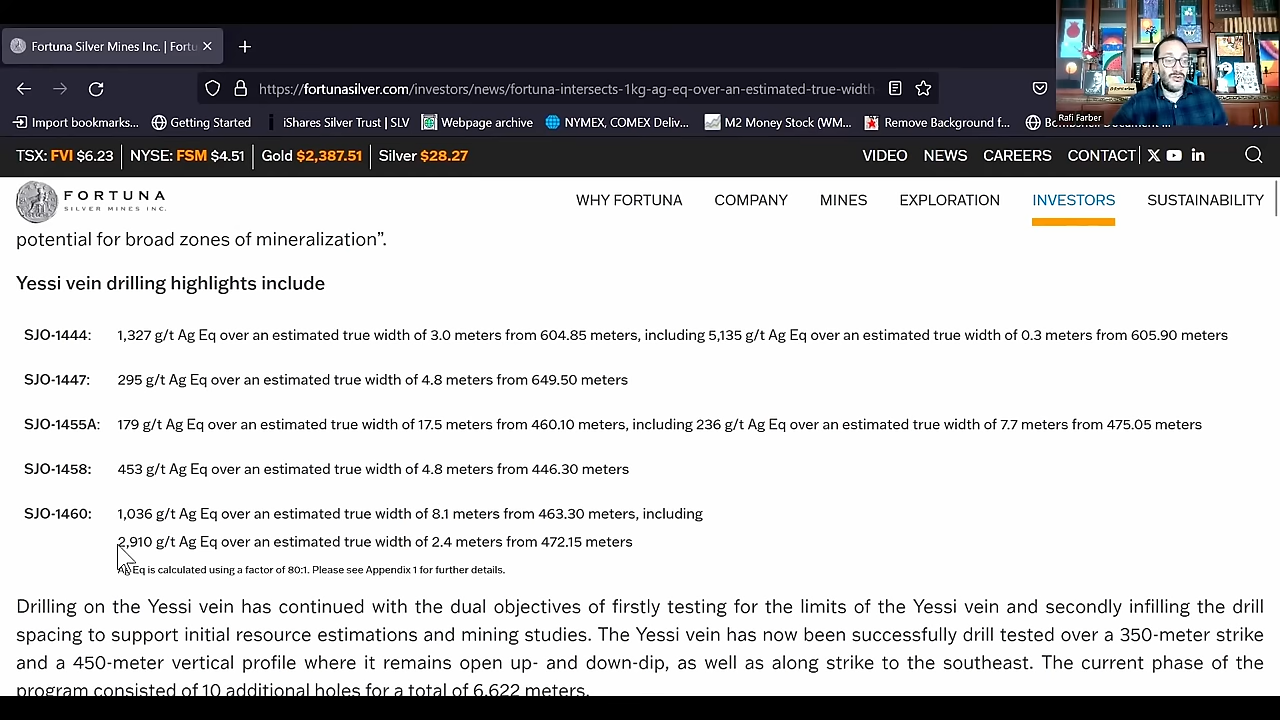 Fortuna Silver Mines Inc. | Fortu
https://fortunasilver.com/investors/news/fortuna-intersects-1kg-ag-eq-over-an-estimated-true-width
Rafi Farber
Import bookmarks...
Getting Started
iShares Silver Trust | SLV
Webpage archive
NYMEX, COMEX Deliv...
M2 Money Stock (WM...
Remove Background f...
TSX: FVI $6.23 | NYSE: FSM $4.51 | Gold $2,387.51 | Silver $28.27
VIDEO NEWS CAREERS CONTACT
FORTUNA
SILVER MINES INC.
WHY FORTUNA COMPANY MINES EXPLORATION INVESTORS SUSTAINABILITY
potential for broad zones of mineralization”.
Yessi vein drilling highlights include
SJO-1444: 1,327 g/t Ag Eq over an estimated true width of 3.0 meters from 604.85 meters, including 5,135 g/t Ag Eq over an estimated true width of 0.3 meters from 605.90 meters
SJO-1447: 295 g/t Ag Eq over an estimated true width of 4.8 meters from 649.50 meters
SJO-1455A: 179 g/t Ag Eq over an estimated true width of 17.5 meters from 460.10 meters, including 236 g/t Ag Eq over an estimated true width of 7.7 meters from 475.05 meters
SJO-1458: 453 g/t Ag Eq over an estimated true width of 4.8 meters from 446.30 meters
SJO-1460: 1,036 g/t Ag Eq over an estimated true width of 8.1 meters from 463.30 meters, including
2,910 g/t Ag Eq over an estimated true width of 2.4 meters from 472.15 meters
Ag Eq is calculated using a factor of 80:1. Please see Appendix 1 for further details.
Drilling on the Yessi vein has continued with the dual objectives of firstly testing for the limits of the Yessi vein and secondly infilling the drill
spacing to support initial resource estimations and mining studies. The Yessi vein has now been successfully drill tested over a 350-meter strike
and a 450-meter vertical profile where it remains open up- and down-dip, as well as along strike to the southeast. The current phase of the
program consisted of 10 additional holes for a total of 6,622 meters.